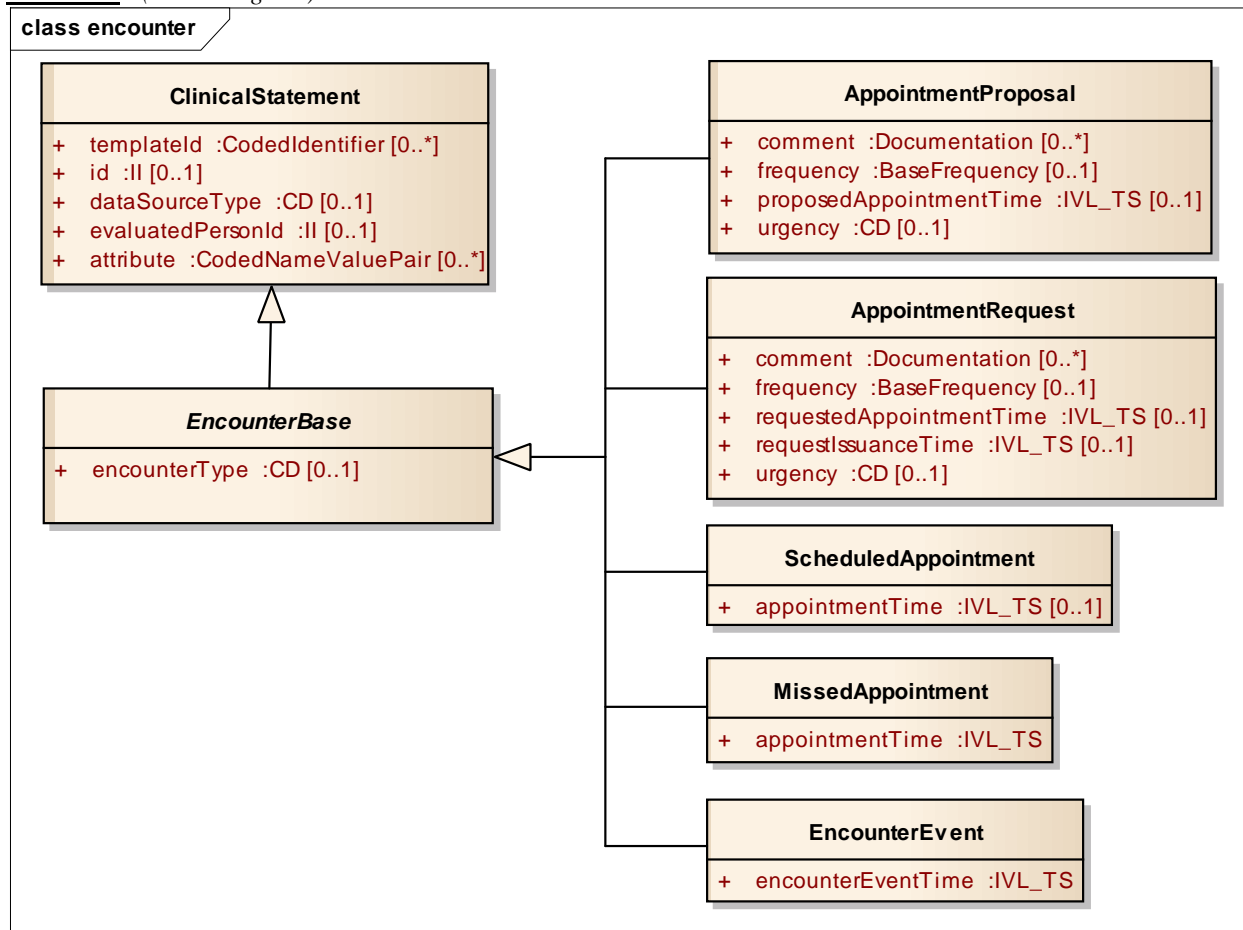 class encounter
ClinicalStatement
+ templateId :CodedIdentifier [0..*]
+ id :II [0..1]
+ dataSourceType :CD [0..1]
+ evaluatedPersonId :II [0..1]
+ attribute :CodedNameValuePair [0..*]
EncounterBase
+ encounterType :CD [0..1]
AppointmentProposal
+ comment :Documentation [0..*]
+ frequency :BaseFrequency [0..1]
+ proposedAppointmentTime :IVL_TS [0..1]
+ urgency :CD [0..1]
AppointmentRequest
+ comment :Documentation [0..*]
+ frequency :BaseFrequency [0..1]
+ requestedAppointmentTime :IVL_TS [0..1]
+ requestIssuanceTime :IVL_TS [0..1]
+ urgency :CD [0..1]
ScheduledAppointment
+ appointmentTime :IVL_TS [0..1]
MissedAppointment
+ appointmentTime :IVL_TS
EncounterEvent
+ encounterEventTime :IVL_TS